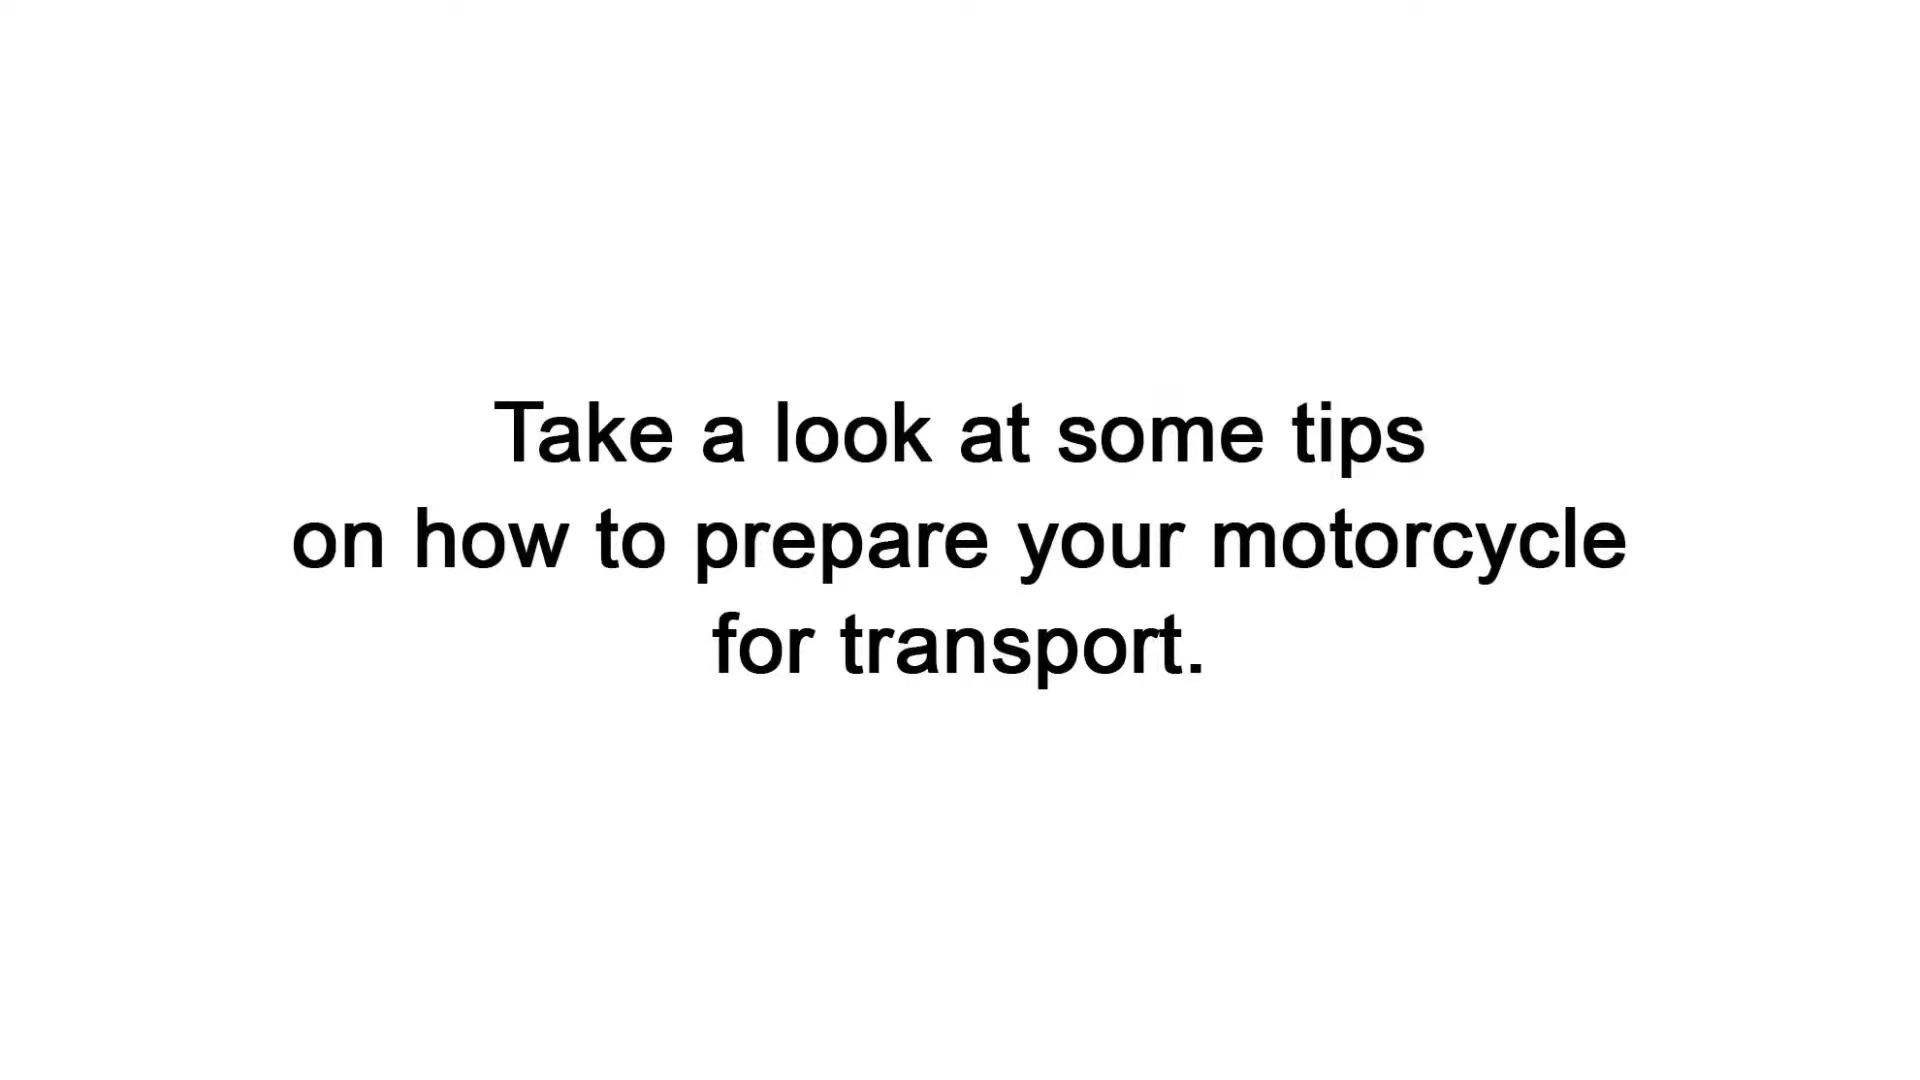 Take a look at some tips
on how to prepare your motorcycle
for transport.